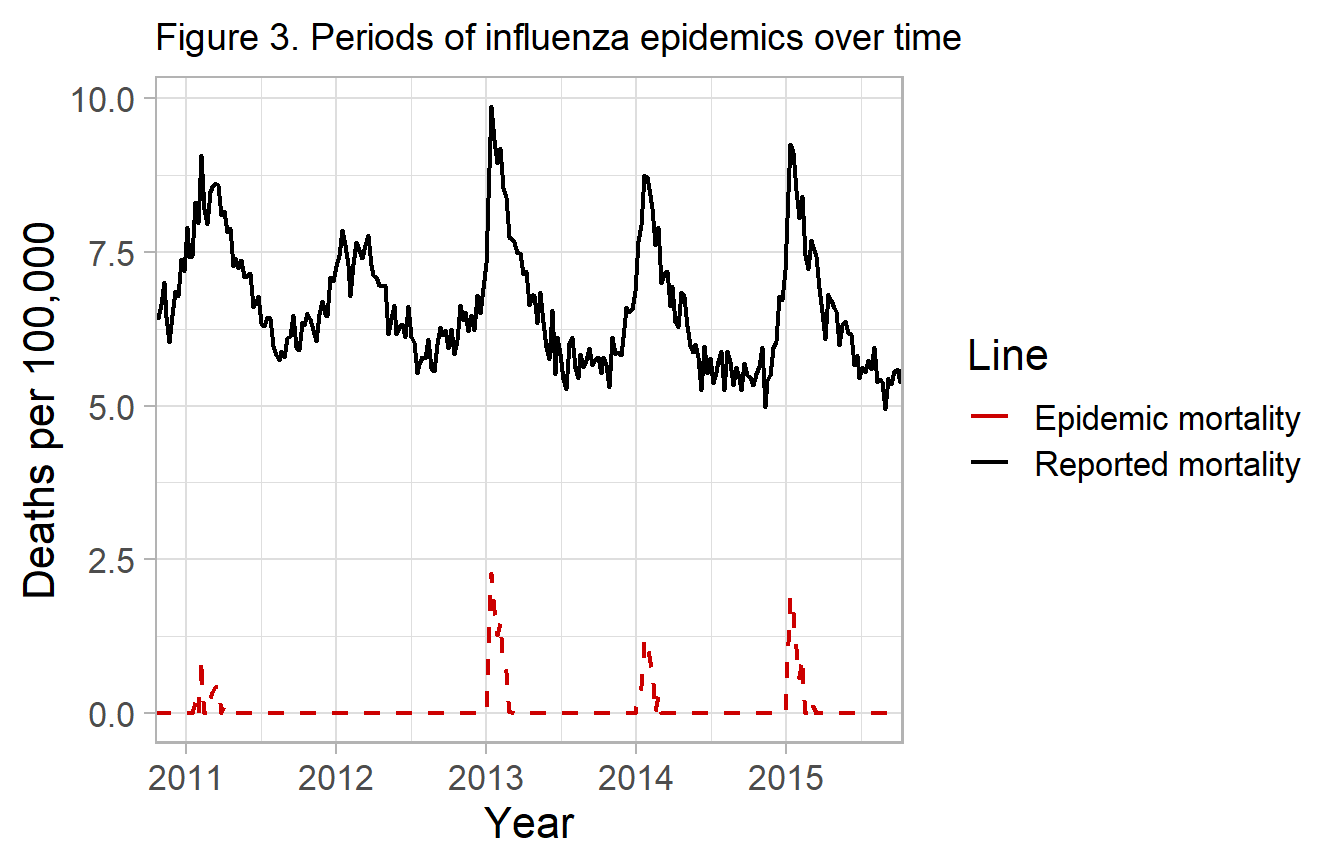 Figure 3. Periods of influenza epidemics over time
10.0
7.5
5.0
2.5
0.0
Deaths per 100,000
2011 2012 2013 2014 2015
Year
Line
Epidemic mortality
Reported mortality